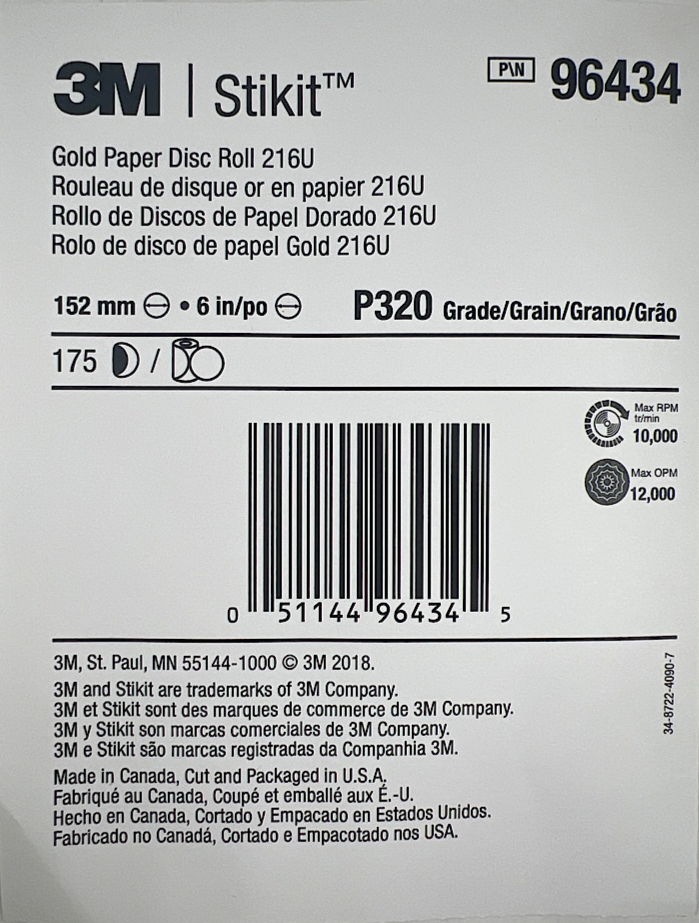 3M | Stikit™
P\N 96434
Gold Paper Disc Roll 216U
Rouleau de disque or en papier 216U
Rollo de Discos de Papel Dorado 216U
Rolo de disco de papel Gold 216U
152 mm • 6 in/po P320 Grade/Grain/Grano/Grão
175 /
Max RPM
tr/min
10,000
Max OPM
12,000
0 51144 96434 5
3M, St. Paul, MN 55144-1000 © 3M 2018.
3M and Stikit are trademarks of 3M Company.
3M et Stikit sont des marques de commerce de 3M Company.
3M y Stikit son marcas comerciales de 3M Company.
3M e Stikit são marcas registradas da Companhia 3M.
34-8722-4090-7
Made in Canada, Cut and Packaged in U.S.A.
Fabriqué au Canada, Coupé et emballé aux É.-U.
Hecho en Canada, Cortado y Empacado en Estados Unidos.
Fabricado no Canadá, Cortado e Empacotado nos USA.